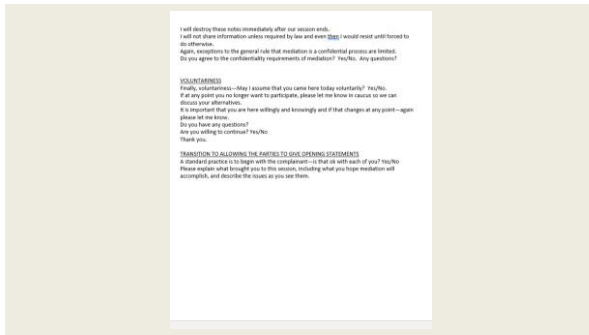 I will destroy these notes immediately after our session ends.
I will not share information unless required by law and even then I would resist until forced to
do otherwise.
Again, exceptions to the general rule that mediation is a confidential process are limited.
Do you agree to the confidentiality requirements of mediation? Yes/No. Any questions?
VOLUNTARINESS
Finally, voluntariness—May I assume that you came here today voluntarily? Yes/No.
If at any point you no longer want to participate, please let me know in caucus so we can
discuss your alternatives.
It is important that you are here willingly and knowingly and if that changes at any point—again
please let me know.
Do you have any questions?
Are you willing to continue? Yes/No
Thank you.
TRANSITION TO ALLOWING THE PARTIES TO GIVE OPENING STATEMENTS
A standard practice is to begin with the complainant—is that ok with each of you? Yes/No
Please explain what brought you to this session, including what you hope mediation will
accomplish, and describe the issues as you see them.